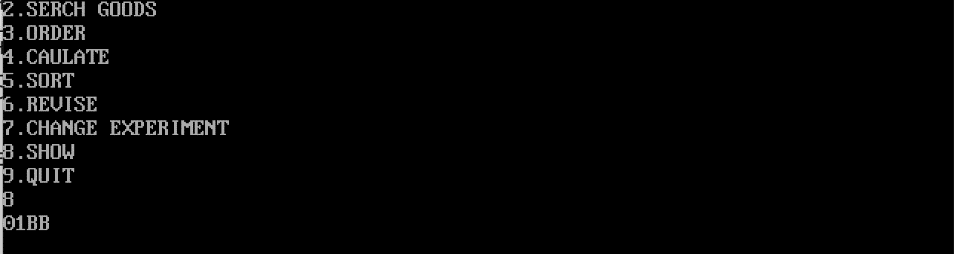 2.SERCH GOODS
3.ORDER
4.CAULATE
5.SORT
6.REVISE
7.CHANGE EXPERIMENT
8.SHOW
9.QUIT
8
01BB